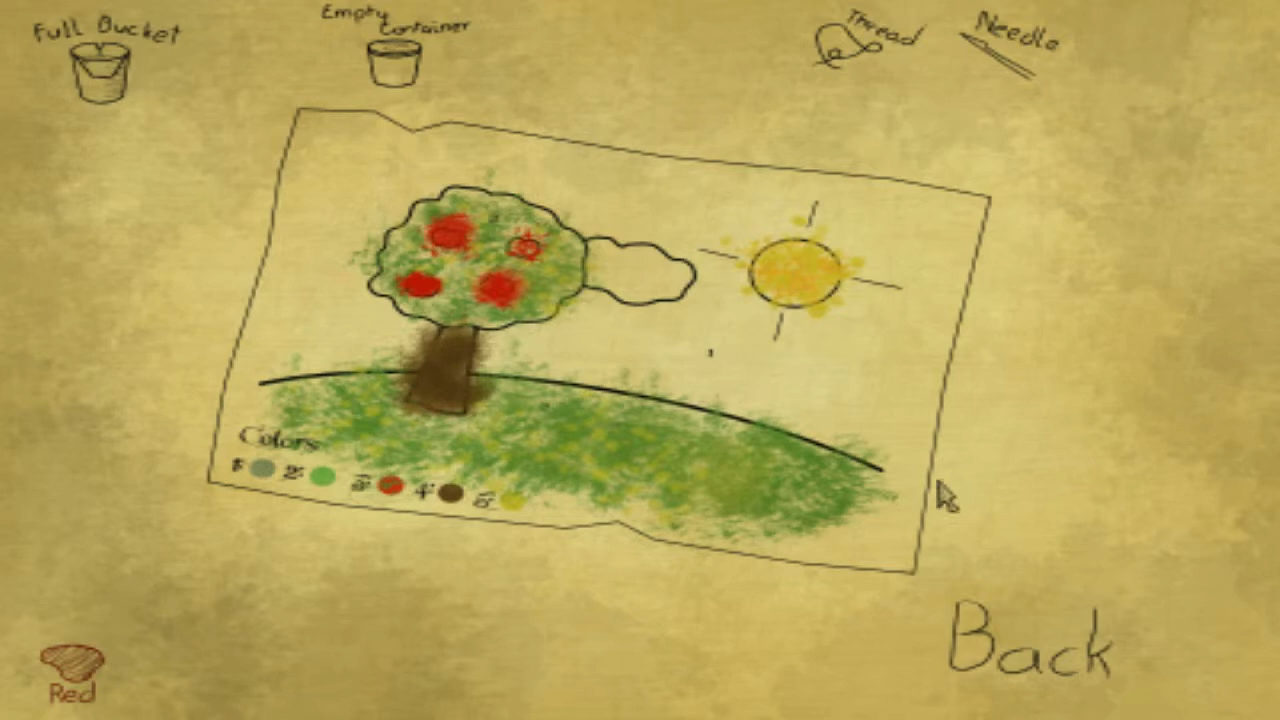 Full Bucket
Empty Container
Thread
Needle
Colors
1: 2: 3: 4: 5:
Back
Red